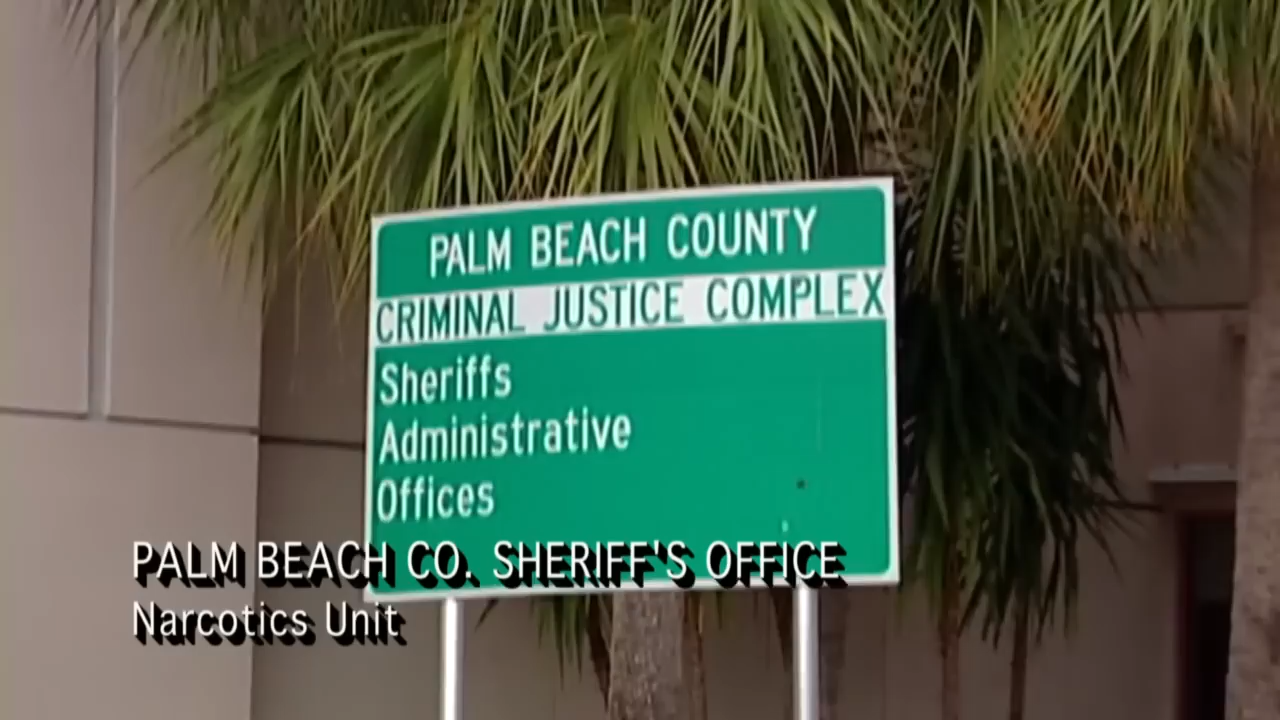 PALM BEACH COUNTY
CRIMINAL JUSTICE COMPLEX
Sheriffs
Administrative
Offices
PALM BEACH CO. SHERIFF'S OFFICE
Narcotics Unit